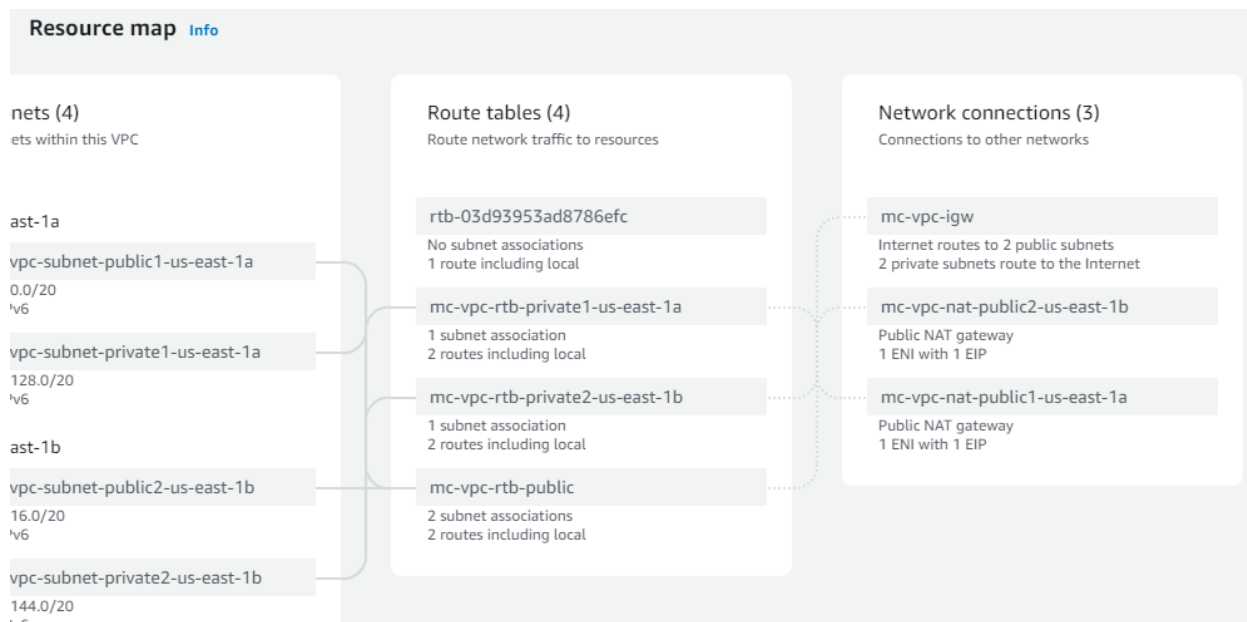 Resource map Info
nets (4)
ets within this VPC
ast-1a
vpc-subnet-public1-us-east-1a
0.0/20
Pv6
vpc-subnet-private1-us-east-1a
128.0/20
Pv6
ast-1b
vpc-subnet-public2-us-east-1b
16.0/20
Pv6
vpc-subnet-private2-us-east-1b
144.0/20
Route tables (4)
Route network traffic to resources
rtb-03d93953ad8786efc
No subnet associations
1 route including local
mc-vpc-rtb-private1-us-east-1a
1 subnet association
2 routes including local
mc-vpc-rtb-private2-us-east-1b
1 subnet association
2 routes including local
mc-vpc-rtb-public
2 subnet associations
2 routes including local
Network connections (3)
Connections to other networks
mc-vpc-igw
Internet routes to 2 public subnets
2 private subnets route to the Internet
mc-vpc-nat-public2-us-east-1b
Public NAT gateway
1 ENI with 1 EIP
mc-vpc-nat-public1-us-east-1a
Public NAT gateway
1 ENI with 1 EIP